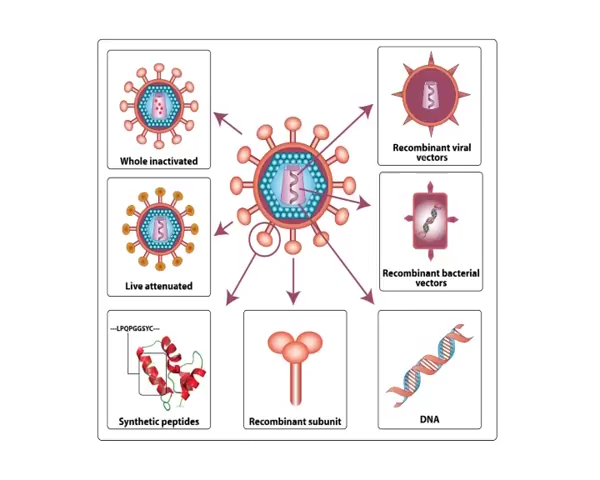 Whole inactivated
Recombinant viral
vectors
Live attenuated
Recombinant bacterial
vectors
---LPQPGGSYC---
Synthetic peptides
Recombinant subunit
DNA